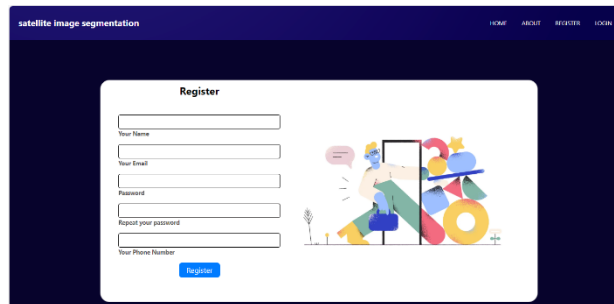 satellite image segmentation
HOME ABOUT REGISTER LOGIN
Register
Your Name
Your Email
Password
Repeat your password
Your Phone Number
Register